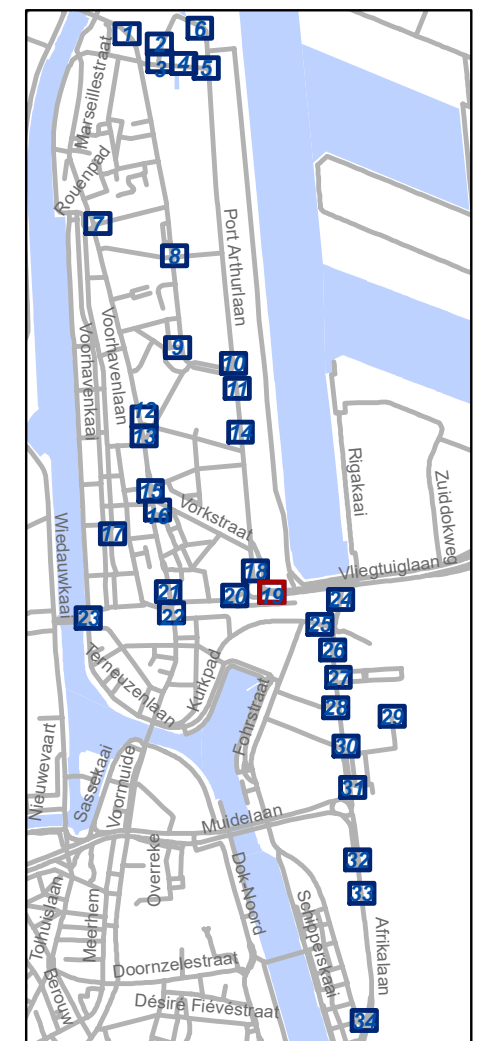 1
2
6
3
4
5
Marseillestraat
Rouenpad
7
Port Arthurlaan
8
Voorhavenlaan
Voorhavenkaai
9
10
11
12
13
14
Rigakaai
Zuiddokweg
15
16
Vorkstraat
17
Wiedauwkaai
18
Vliegtuiglaan
19
20
21
22
23
24
25
26
27
28
29
30
31
Terneuzenlaan
Kurkpad
Fohrstraat
Nieuwevaart
Sassekaai
Voormuide
Muidelaan
Overreke
32
33
Dok-Noord
Tolhuislaan
Meerhem
Schipperskaai
Afrikalaan
Doornzelestraat
Berouw
Désiré Fiévéstraat
34